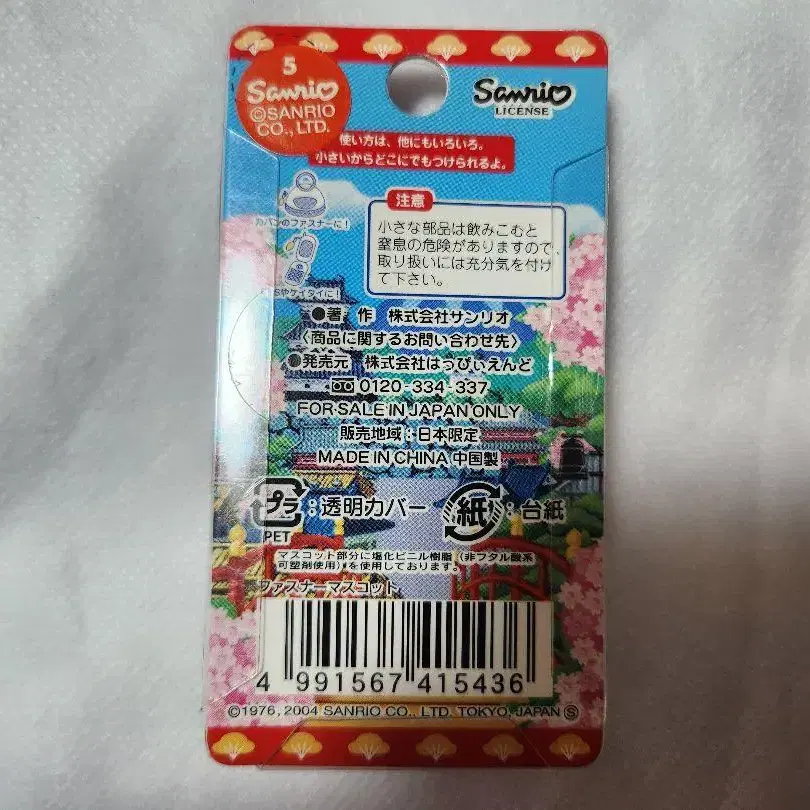 5
Sanrio
©SANRIO
CO., LTD.
Sanrio
LICENSE
使い方は、他にもいろいろ。
小さいからどこにでもつけられるよ。
カバンのファスナーに!
やケイタイに!
注意
小さな部品は飲みこむと
窒息の危険がありますので、
取り扱いには充分気を付け
て下さい。
●著 作 株式会社サンリオ
〈商品に関するお問い合わせ先〉
●発売元 株式会社はうびぃえんど
0120-334-337
FOR SALE IN JAPAN ONLY
販売地域:日本限定
MADE IN CHINA 中国製
プラ:透明カバー
PET
紙:台紙
マスコット部分に塩化ビニル樹脂(非フタル酸系
可塑剤使用)を使用しております。
ファスナーマスコット
4 991567 415436
©1976, 2004 SANRIO CO., LTD. TOKYO, JAPAN Ⓢ